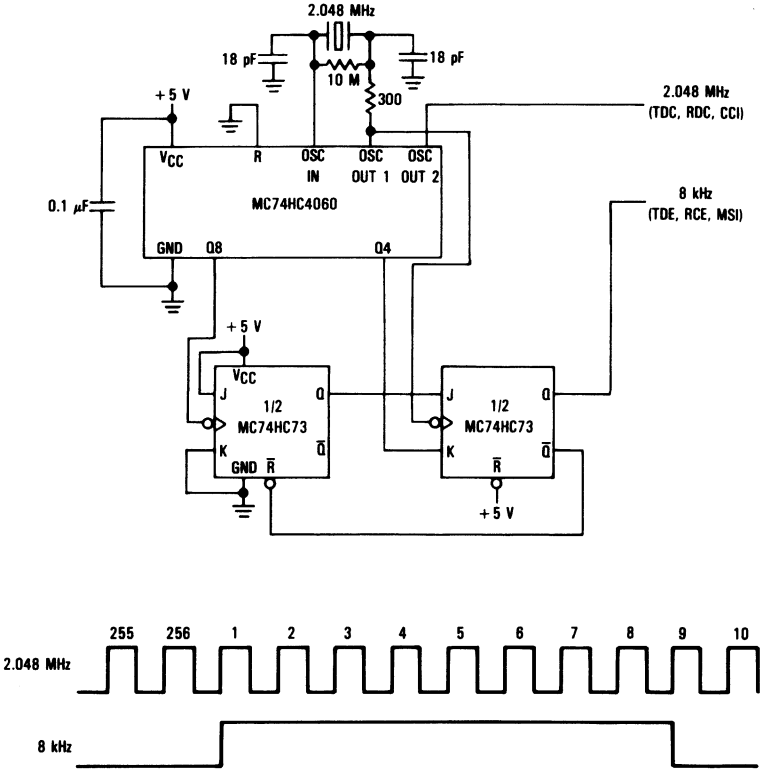 2.048 MHz
18 pF
18 pF
10 M
300
+ 5 V
2.048 MHz
(TDC, RDC, CCI)
VCC
R
OSC IN
OSC OUT 1
OSC OUT 2
8 kHz
(TDE, RCE, MSI)
0.1 μF
MC74HC4060
GND
Q8
Q4
+ 5 V
VCC
J
Q
1/2
MC74HC73
K
Q̅
GND
R̅
J
Q
1/2
MC74HC73
K
Q̅
R̅
+ 5 V
255 256 1 2 3 4 5 6 7 8 9 10
2.048 MHz
8 kHz